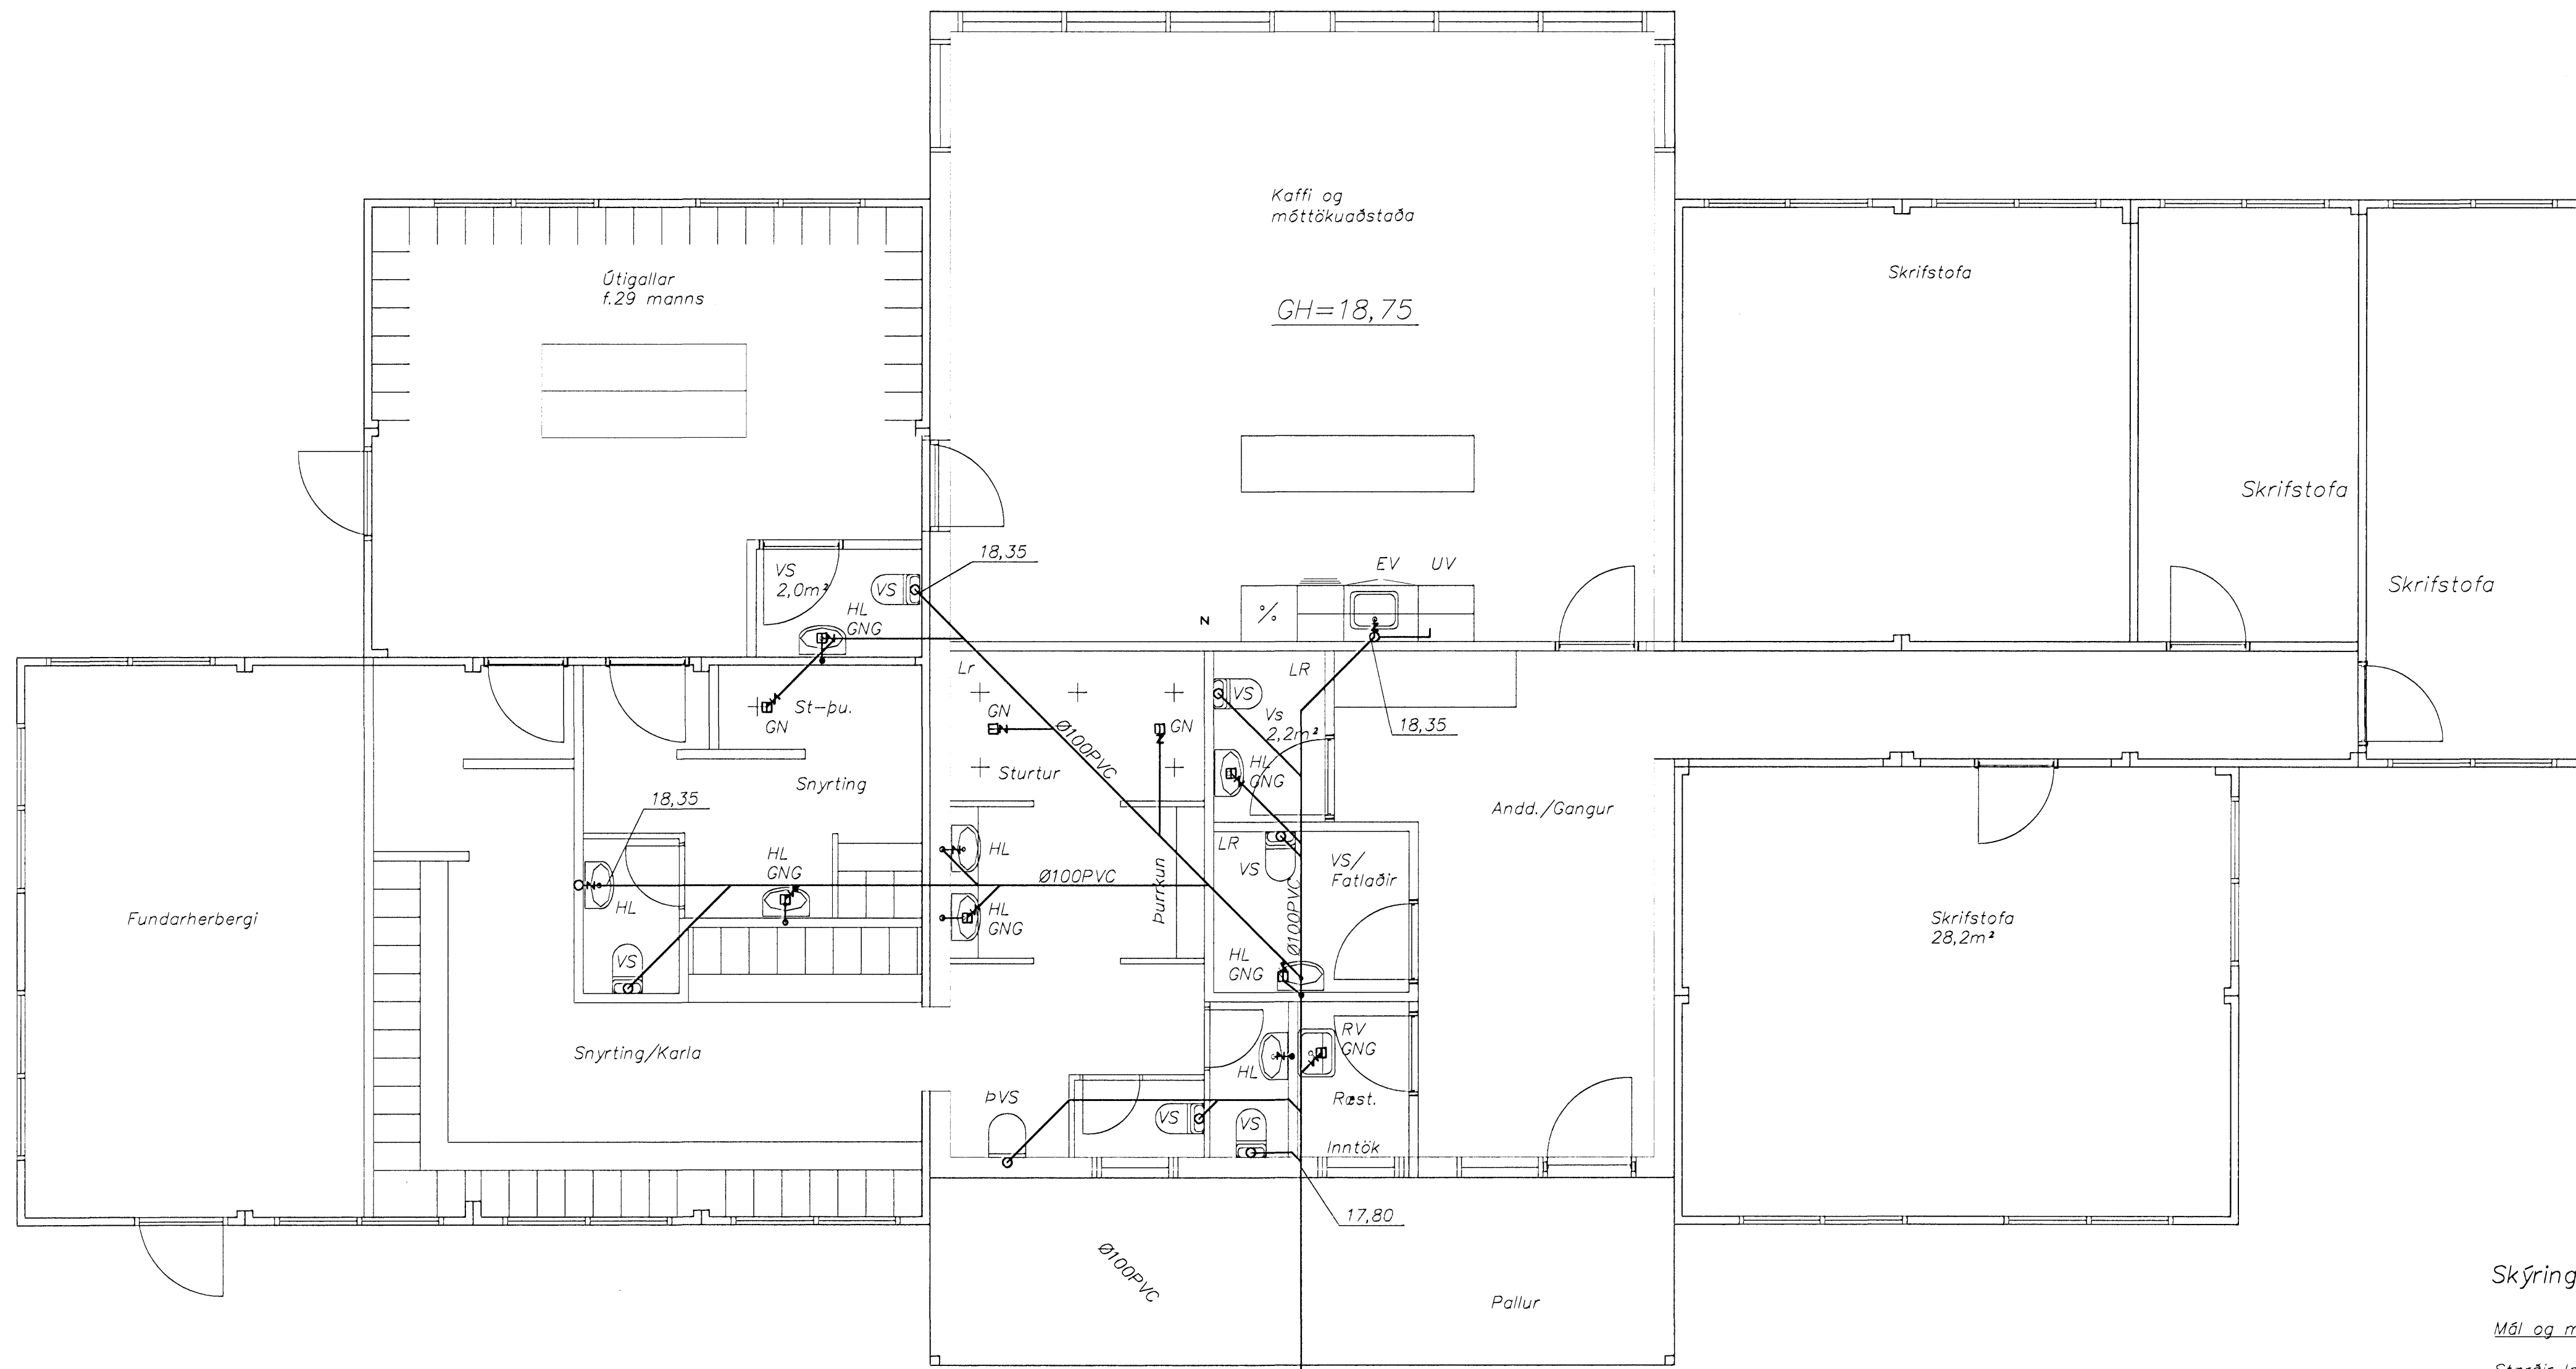 Kaffi og
móttökuaðstaða
GH=18,75
Útigallar
f.29 manns
Skrifstofa
Skrifstofa
Skrifstofa
18,35
VS
2,0m²
VS
HL
GNG
EV UV
N
Lr
LR
VS
Vs
2,2m²
18,35
St-þu.
GN
GN
GN
Ø100PVC
Sturtur
HL
GNG
Snyrting
18,35
Andd./Gangur
HL
GNG
HL
LR
VS
VS/
Fatlaðir
Ø100PVC
Ø100PVC
Þurrkun
HL
HL
GNG
Fundarherbergi
Skrifstofa
28,2m²
VS
HL
GNG
Snyrting/Karla
RV
GNG
HL
ÞVS
VS
VS
Ræst.
Inntök
17,80
Ø100PVC
Pallur
Skýring
Mál og m